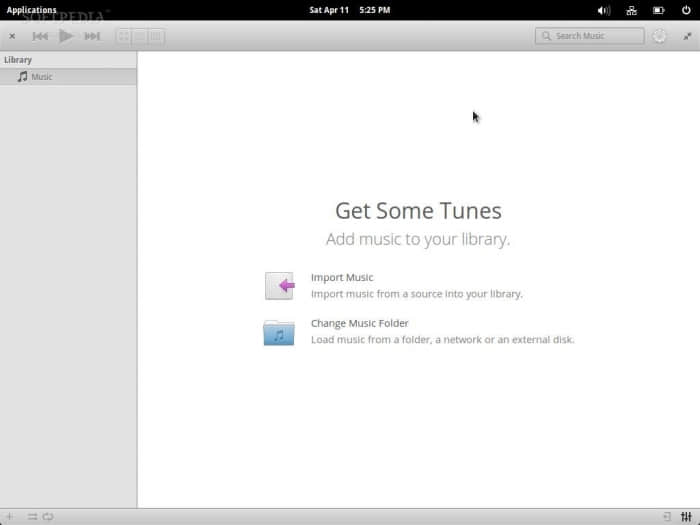 Applications
Sat Apr 11 5:25 PM
SOFTPEDIA
Search Music
Library
Music
Get Some Tunes
Add music to your library.
Import Music
Import music from a source into your library.
Change Music Folder
Load music from a folder, a network or an external disk.